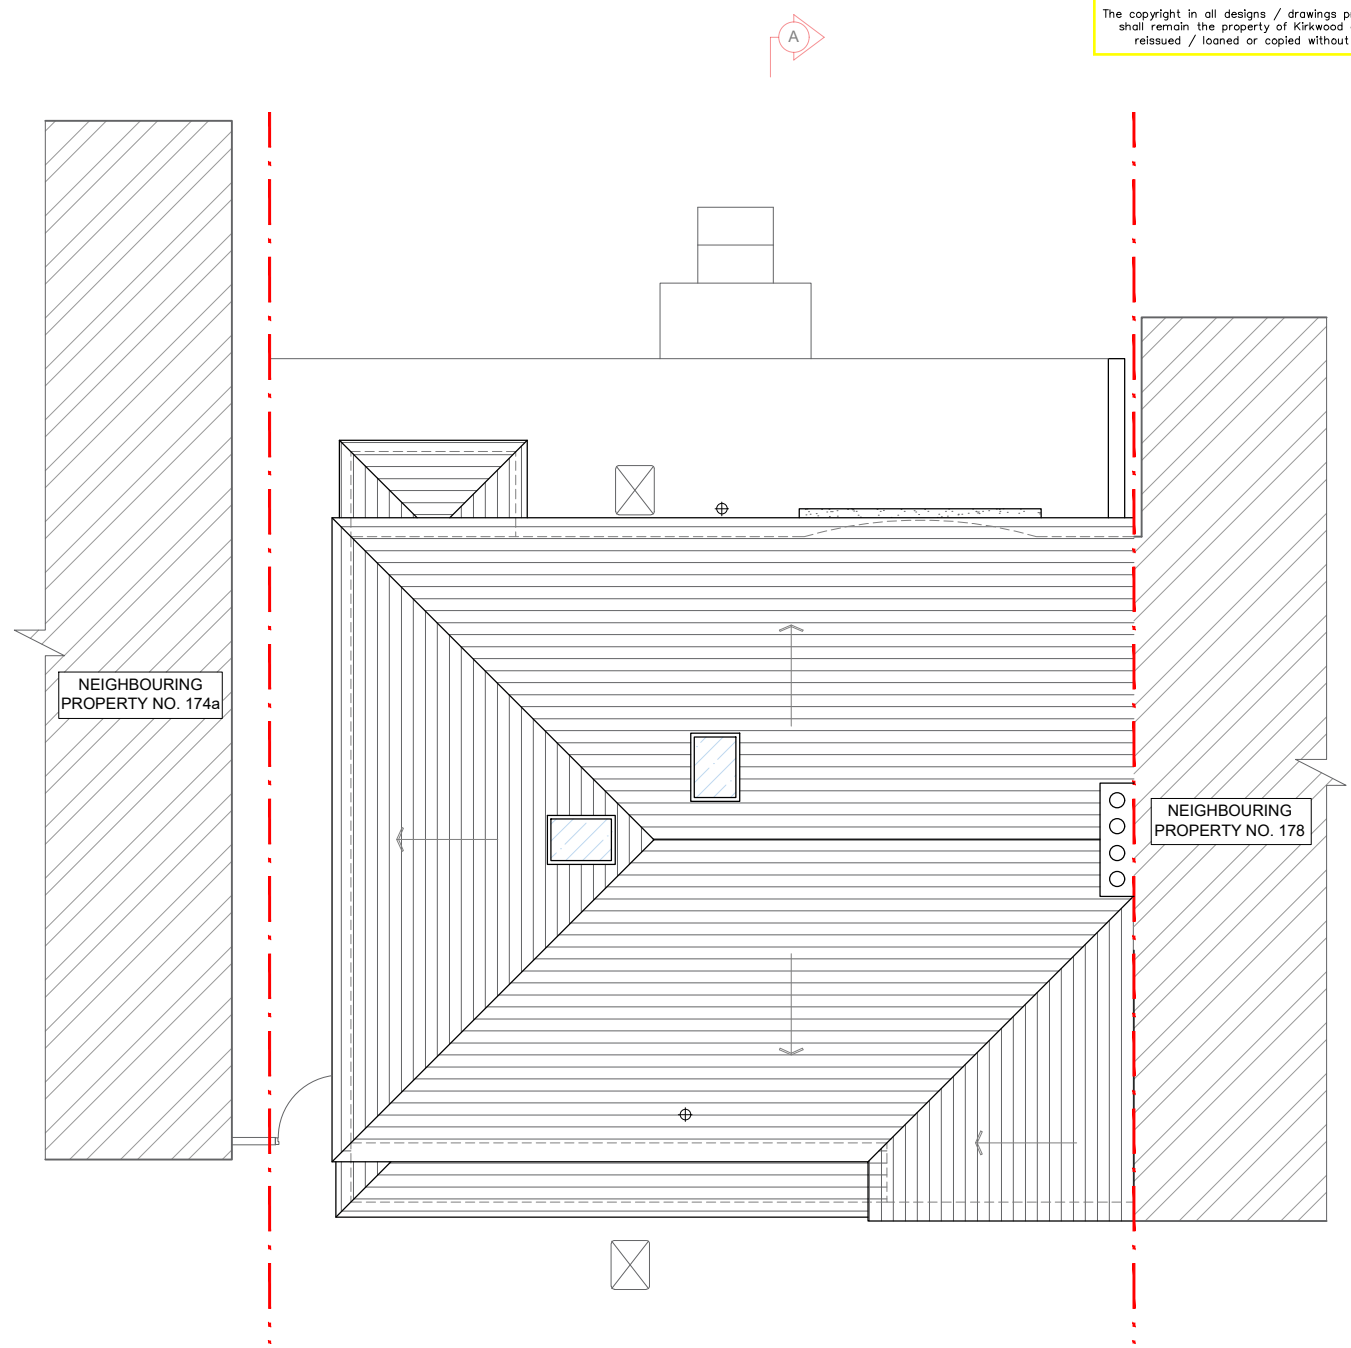 The copyright in all designs / drawings
shall remain the property of Kirkwood
reissued / loaned or copied without
A
NEIGHBOURING
PROPERTY NO. 174a
NEIGHBOURING
PROPERTY NO. 178